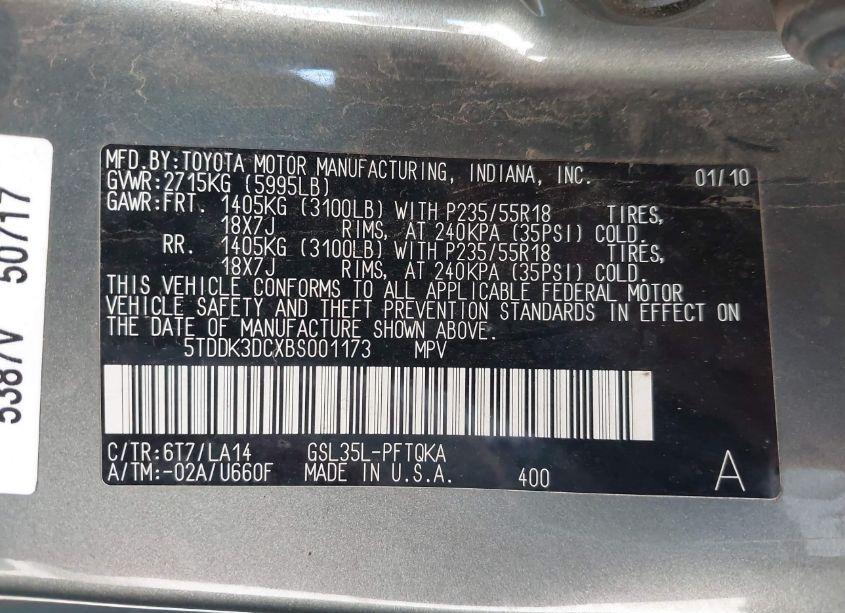 MFD.BY:TOYOTA MOTOR MANUFACTURING, INDIANA, INC. 01/10
GVWR:2715KG (5995LB)
GAWR:FRT. 1405KG (3100LB) WITH P235/55R18 TIRES,
18X7J RIMS, AT 240KPA (35PSI) COLD.
RR. 1405KG (3100LB) WITH P235/55R18 TIRES,
18X7J RIMS, AT 240KPA (35PSI) COLD.
THIS VEHICLE CONFORMS TO ALL APPLICABLE FEDERAL MOTOR
VEHICLE SAFETY AND THEFT PREVENTION STANDARDS IN EFFECT ON
THE DATE OF MANUFACTURE SHOWN ABOVE.
5TDDK3DCXBS001173 MPV
C/TR:6T7/LA14 GSL35L-PFTQKA
A/TM:-02A/U660F MADE IN U.S.A. 400 A
5387V 50717